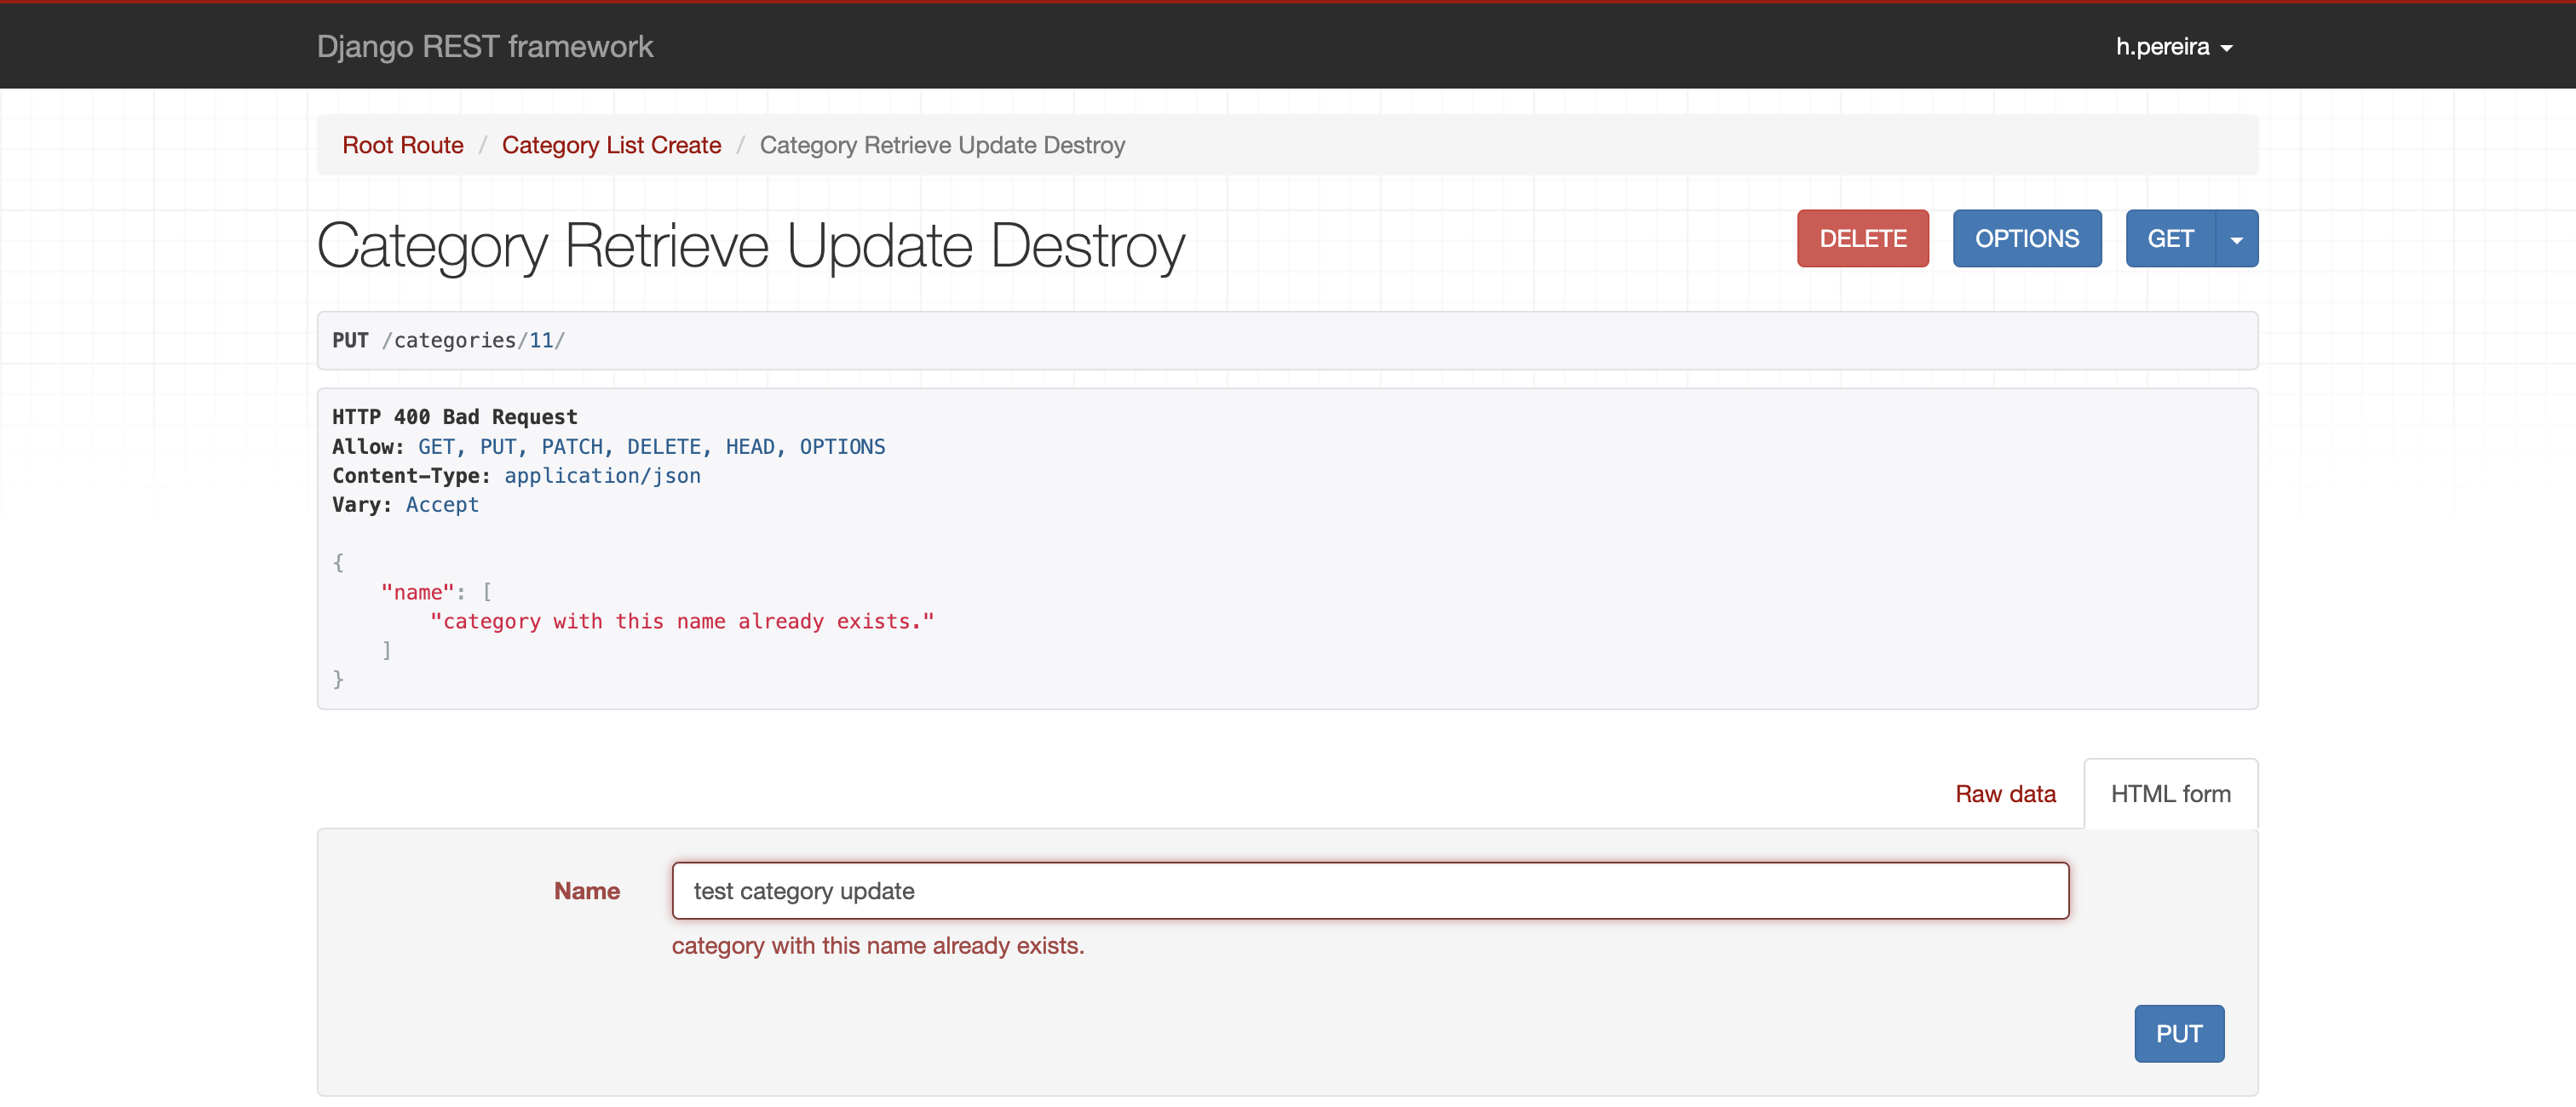 Django REST framework
h.pereira
Root Route / Category List Create / Category Retrieve Update Destroy
Category Retrieve Update Destroy
DELETE
OPTIONS
GET
PUT /categories/11/
HTTP 400 Bad Request
Allow: GET, PUT, PATCH, DELETE, HEAD, OPTIONS
Content-Type: application/json
Vary: Accept
{
    "name": [
        "category with this name already exists."
    ]
}
Raw data
HTML form
Name
test category update
category with this name already exists.
PUT